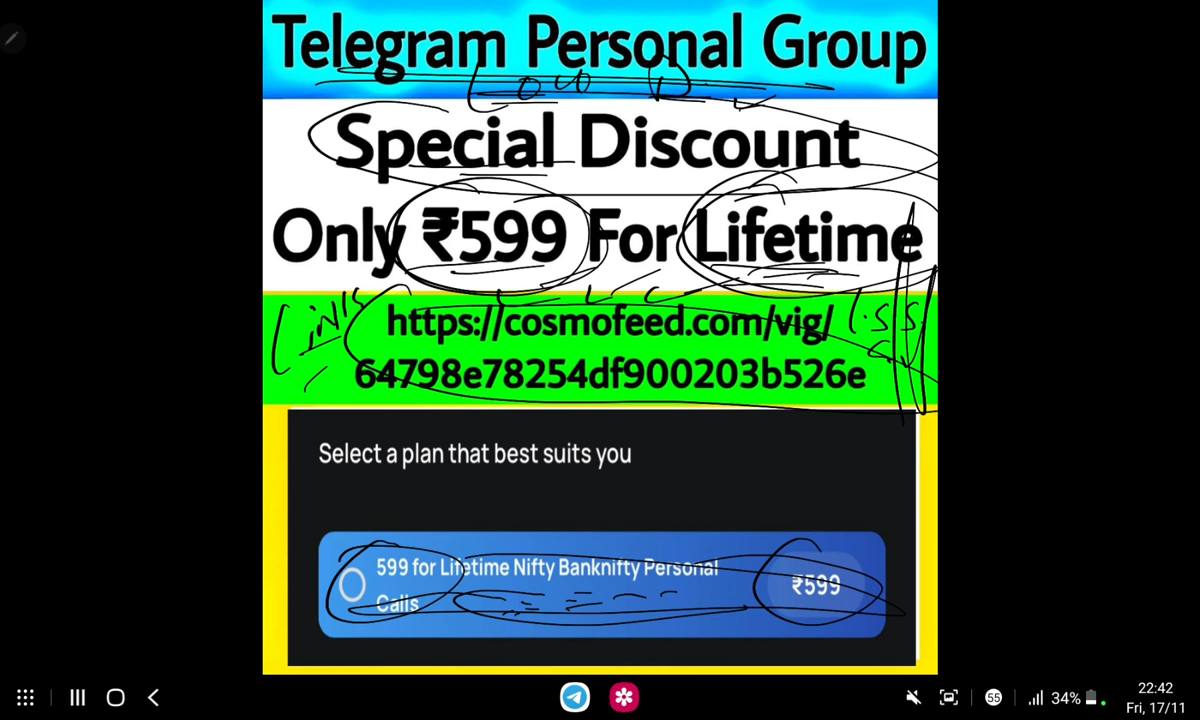 Telegram Personal Group
Special Discount
Only ₹599 For Lifetime
https://cosmofeed.com/vig/
64798e78254df900203b526e
Select a plan that best suits you
599 for Lifetime Nifty Banknifty Personal
Calls
₹599
55
34%
22:42
Fri, 17/11